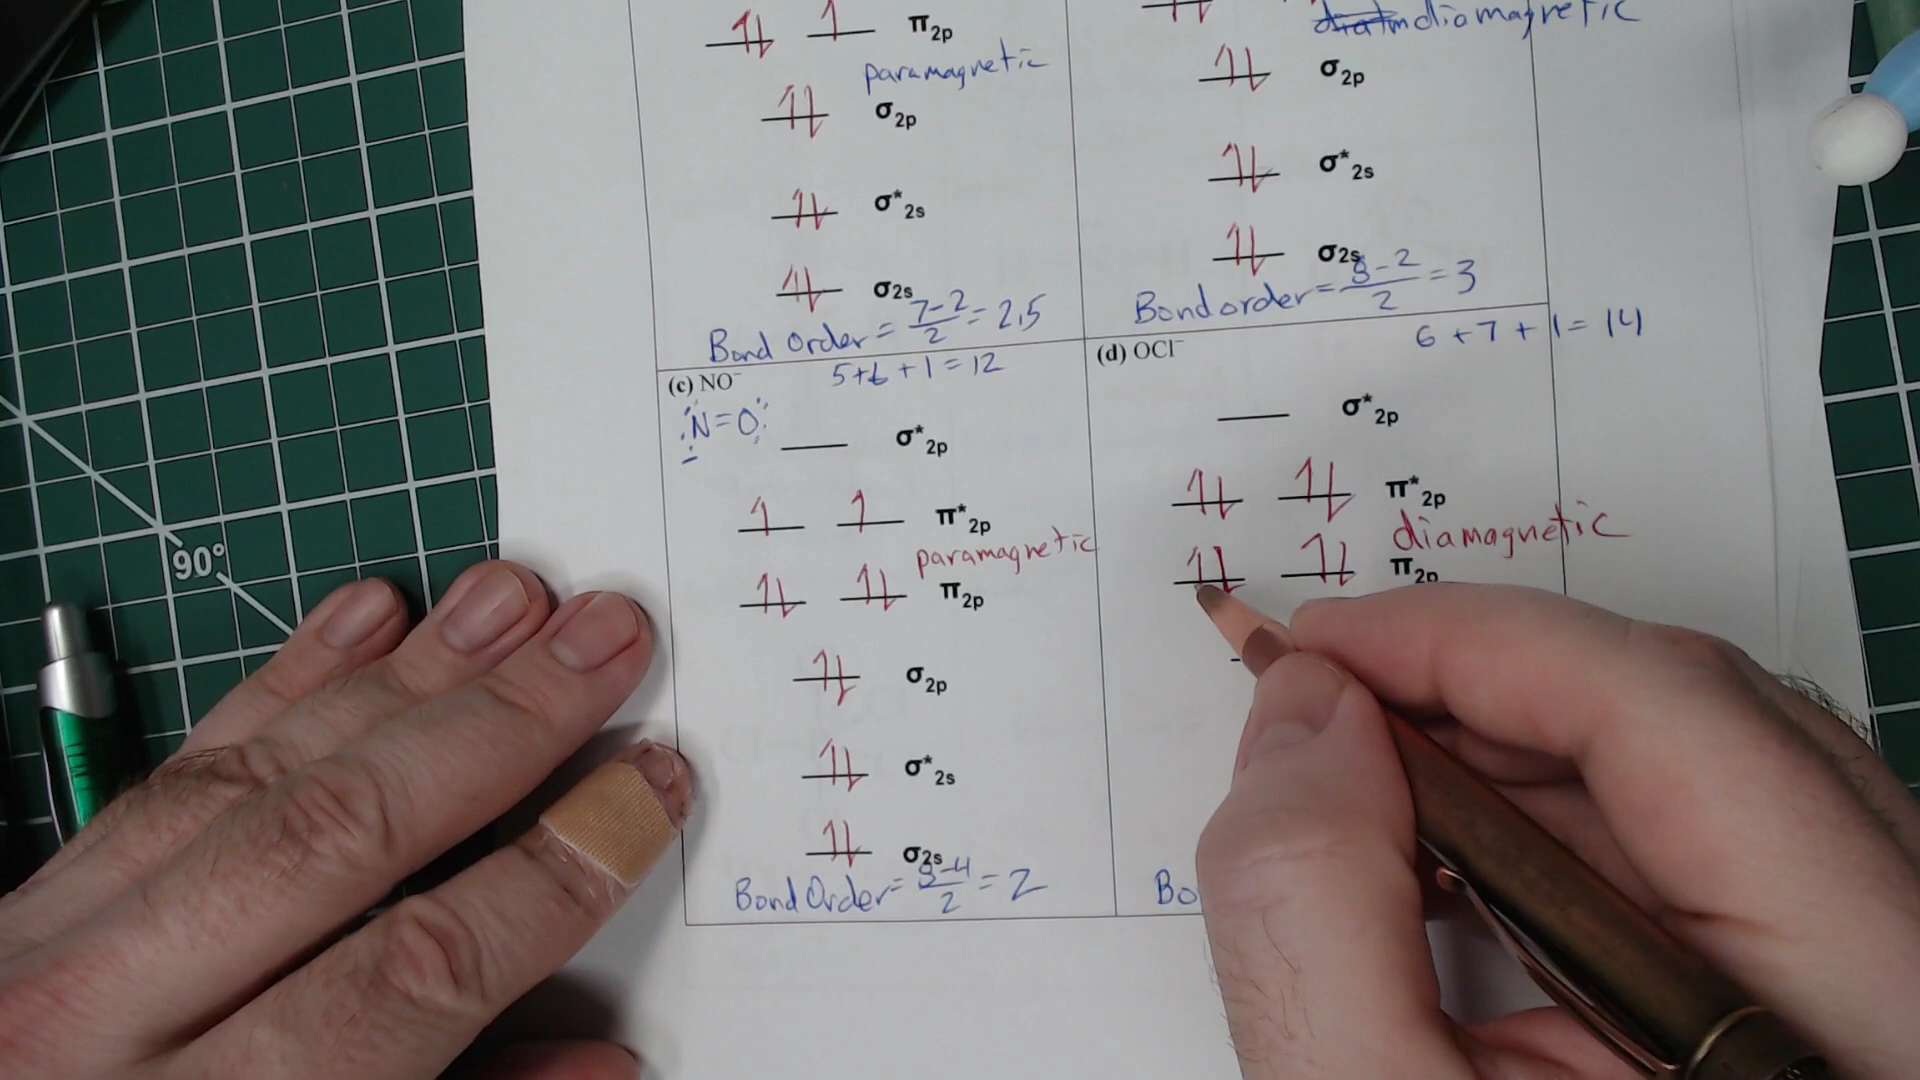 π2p
paramagnetic
σ2p
σ*2s
σ2s
Bond Order = 7-2/2 = 2.5
diamagnetic
σ2p
σ*2s
σ2s
Bond order = 8-2/2 = 3
(c) NO⁻
5+6+1=12
N=O
σ*2p
π*2p
paramagnetic
π2p
σ2p
σ*2s
σ2s
Bond Order = 8-4/2 = 2
(d) OCl⁻
6+7+1=14
σ*2p
π*2p
diamagnetic
π2p
Bo
90°